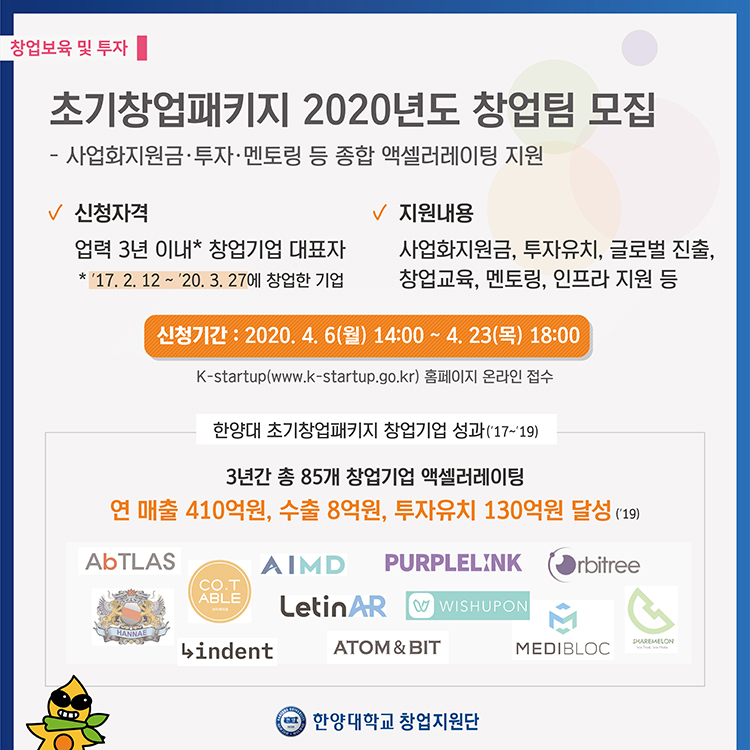 창업보육 및 투자
초기창업패키지 2020년도 창업팀 모집
- 사업화지원금·투자·멘토링 등 종합 액셀러레이팅 지원
✓ 신청자격
업력 3년 이내* 창업기업 대표자
* '17. 2. 12 ~ '20. 3. 27에 창업한 기업
✓ 지원내용
사업화지원금, 투자유치, 글로벌 진출,
창업교육, 멘토링, 인프라 지원 등
신청기간 : 2020. 4. 6(월) 14:00 ~ 4. 23(목) 18:00
K-startup(www.k-startup.go.kr) 홈페이지 온라인 접수
한양대 초기창업패키지 창업기업 성과('17~'19)
3년간 총 85개 창업기업 액셀러레이팅
연 매출 410억원, 수출 8억원, 투자유치 130억원 달성 ('19)
AbTLAS
CO.T
ABLE
AIMD
PURPLELINK
Orbitree
HANNAE
LetinAR
WISHUPON
MEDIBLOC
SHAREMELON
indent
ATOM & BIT
한양대학교 창업지원단